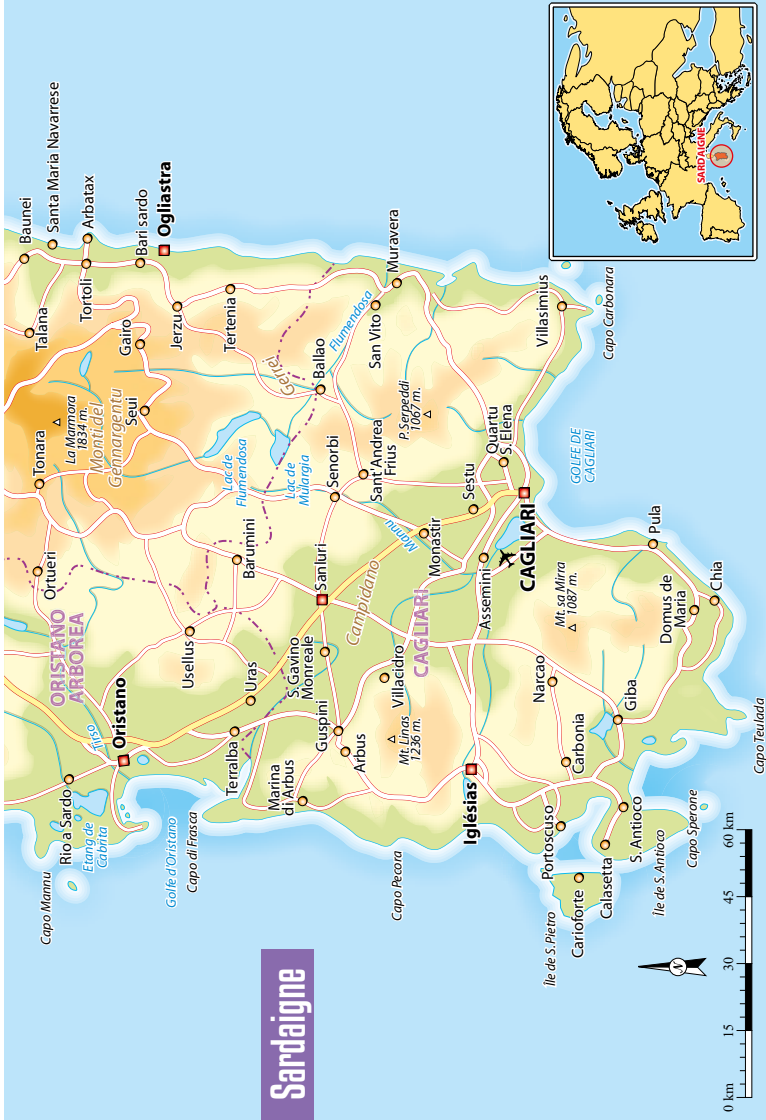 Sardaigne
Capo Mannu
Rio a Sardo
Etang de
Cabrita
Golfe d'Oristano
Capo di Frasca
Tirso
Oristano
ORISTANO
ARBOREA
Ortueri
Tonara
La Mamora
1834 m.
Monti del
Gennargentu
Seui
Talana
Baunei
Santa Maria Navarrese
Arbatax
Tortoli
Bari sardo
Ogliastra
Gairo
Jerzu
Tertenia
Usellus
Barumini
Lac de
Flumendosa
Lac de
Mulargia
Gerrei
Ballao
Flumendosa
San Vito
Murawera
Terralba
Uras
Marina
di Arbus
Guspini
Arbus
S. Gavino
Monreale
Sanluri
Campidano
Senorbi
Sant'Andrea
Frius
P. Serpeddi
1067 m.
Villacidro
Mt. Linas
1236 m.
CAGLIARI
Mannu
Monastir
Sestu
Quartu
S. Elena
Villasimius
Capo Carbonara
Capo Pecora
Iglésias
Assemini
CAGLIARI
GOLFE DE
CAGLIARI
Portoscuso
Carbonia
Narcao
Mt. sa Mirra
1087 m.
Île de S. Pietro
Carioforte
Calasetta
S. Antioco
Île de S. Antioco
Capo Sperone
Giba
Domus de
Maria
Pula
Chia
Capo Teulada
N
0 km
15
30
45
60 km
SARDAIGNE